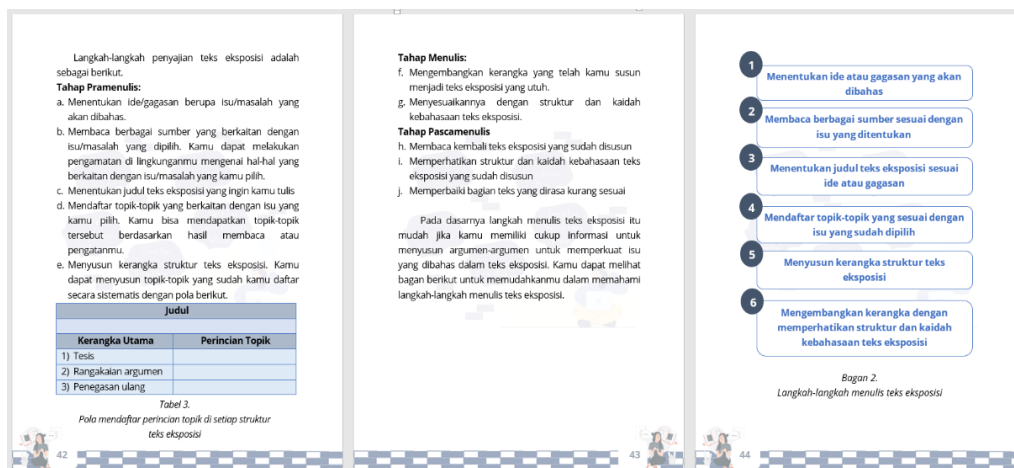 Langkah-langkah penyajian teks eksposisi adalah
sebagai berikut.
Tahap Pramenulis:
a. Menentukan ide/gagasan berupa isu/masalah yang
akan dibahas.
b. Membaca berbagai sumber yang berkaitan dengan
isu/masalah yang dipilih. Kamu dapat melakukan
pengamatan di lingkunganmu mengenai hal-hal yang
berkaitan dengan isu/masalah yang kamu pilih.
c. Menentukan judul teks eksposisi yang ingin kamu tulis
d. Mendaftar topik-topik yang berkaitan dengan isu yang
kamu pilih. Kamu bisa mendapatkan topik-topik
tersebut berdasarkan hasil membaca atau
pengatanmu.
e. Menyusun kerangka struktur teks eksposisi. Kamu
dapat menyusun topik-topik yang sudah kamu daftar
secara sistematis dengan pola berikut.
Judul
Kerangka Utama Perincian Topik
1) Tesis
2) Rangakaian argumen
3) Penegasan ulang
Tabel 3.
Pola mendaftar perincian topik di setiap struktur
teks eksposisi
42
Tahap Menulis:
f. Mengembangkan kerangka yang telah kamu susun
menjadi teks eksposisi yang utuh.
g. Menyesuaikannya dengan struktur dan kaidah
kebahasaan teks eksposisi.
Tahap Pascamenulis
h. Membaca kembali teks eksposisi yang sudah disusun
i. Memperhatikan struktur dan kaidah kebahasaan teks
eksposisi yang sudah disusun
j. Memperbaiki bagian teks yang dirasa kurang sesuai
Pada dasarnya langkah menulis teks eksposisi itu
mudah jika kamu memiliki cukup informasi untuk
menyusun argumen-argumen untuk memperkuat isu
yang dibahas dalam teks eksposisi. Kamu dapat melihat
bagan berikut untuk memudahkanmu dalam memahami
langkah-langkah menulis teks eksposisi.
43
1
Menentukan ide atau gagasan yang akan
dibahas
2
Membaca berbagai sumber sesuai dengan
isu yang ditentukan
3
Menentukan judul teks eksposisi sesuai
ide atau gagasan
4
Mendaftar topik-topik yang sesuai dengan
isu yang sudah dipilih
5
Menyusun kerangka struktur teks
eksposisi
6
Mengembangkan kerangka dengan
memperhatikan struktur dan kaidah
kebahasaan teks eksposisi
Bagan 2.
Langkah-langkah menulis teks eksposisi
44